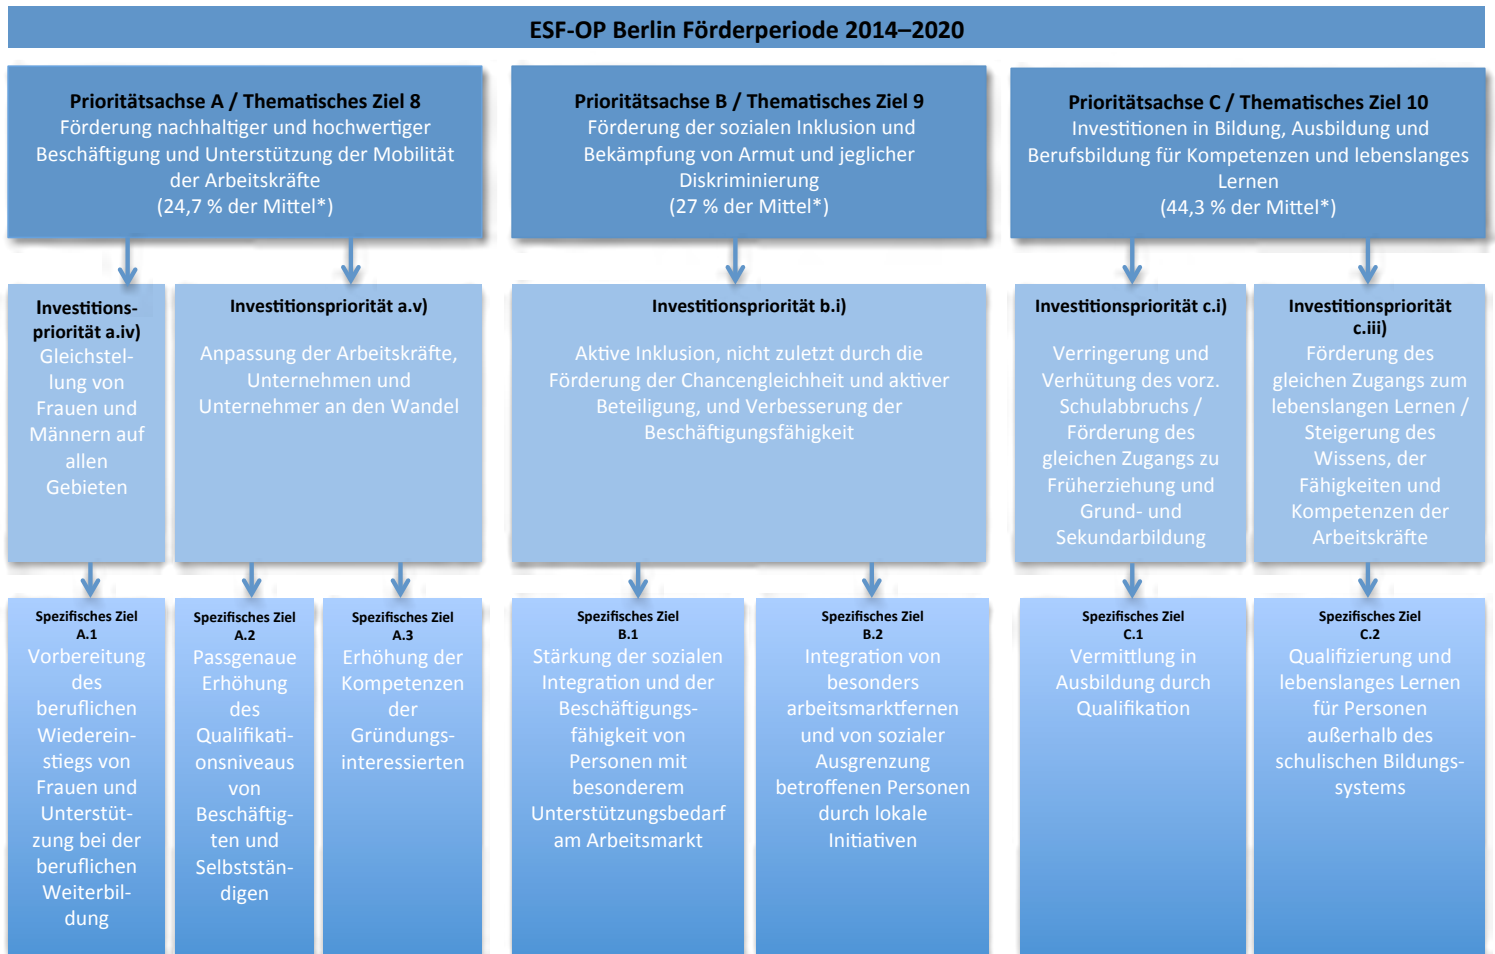 ESF-OP Berlin Förderperiode 2014–2020
Prioritätsachse A / Thematisches Ziel 8
Förderung nachhaltiger und hochwertiger
Beschäftigung und Unterstützung der Mobilität
der Arbeitskräfte
(24,7 % der Mittel*)
Prioritätsachse B / Thematisches Ziel 9
Förderung der sozialen Inklusion und
Bekämpfung von Armut und jeglicher
Diskriminierung
(27 % der Mittel*)
Prioritätsachse C / Thematisches Ziel 10
Investitionen in Bildung, Ausbildung und
Berufsbildung für Kompetenzen und lebenslanges
Lernen
(44,3 % der Mittel*)
Investitions-
priorität a.iv)
Gleichstel-
lung von
Frauen und
Männern auf
allen
Gebieten
Investitionspriorität a.v)
Anpassung der Arbeitskräfte,
Unternehmen und
Unternehmer an den Wandel
Investitionspriorität b.i)
Aktive Inklusion, nicht zuletzt durch die
Förderung der Chancengleichheit und aktiver
Beteiligung, und Verbesserung der
Beschäftigungsfähigkeit
Investitionspriorität c.i)
Verringerung und
Verhütung des vorz.
Schulabbruchs /
Förderung des
gleichen Zugangs zu
Früherziehung und
Grund- und
Sekundarbildung
Investitionspriorität
c.iii)
Förderung des
gleichen Zugangs zum
lebenslangen Lernen /
Steigerung des
Wissens, der
Fähigkeiten und
Kompetenzen der
Arbeitskräfte
Spezifisches Ziel
A.1
Vorbereitung
des
beruflichen
Wiederein-
stiegs von
Frauen und
Unterstüt-
zung bei der
beruflichen
Weiterbil-
dung
Spezifisches Ziel
A.2
Passgenaue
Erhöhung
des
Qualifikati-
onsniveaus
von
Beschäftig-
ten und
Selbststän-
digen
Spezifisches Ziel
A.3
Erhöhung der
Kompetenzen
der
Gründungs-
interessierten
Spezifisches Ziel
B.1
Stärkung der sozialen
Integration und der
Beschäftigungs-
fähigkeit von
Personen mit
besonderem
Unterstützungsbedarf
am Arbeitsmarkt
Spezifisches Ziel
B.2
Integration von
besonders
arbeitsmarktfernen
und von sozialer
Ausgrenzung
betroffenen Personen
durch lokale
Initiativen
Spezifisches Ziel
C.1
Vermittlung in
Ausbildung durch
Qualifikation
Spezifisches Ziel
C.2
Qualifizierung und
lebenslanges Lernen
für Personen
außerhalb des
schulischen Bildungs-
systems